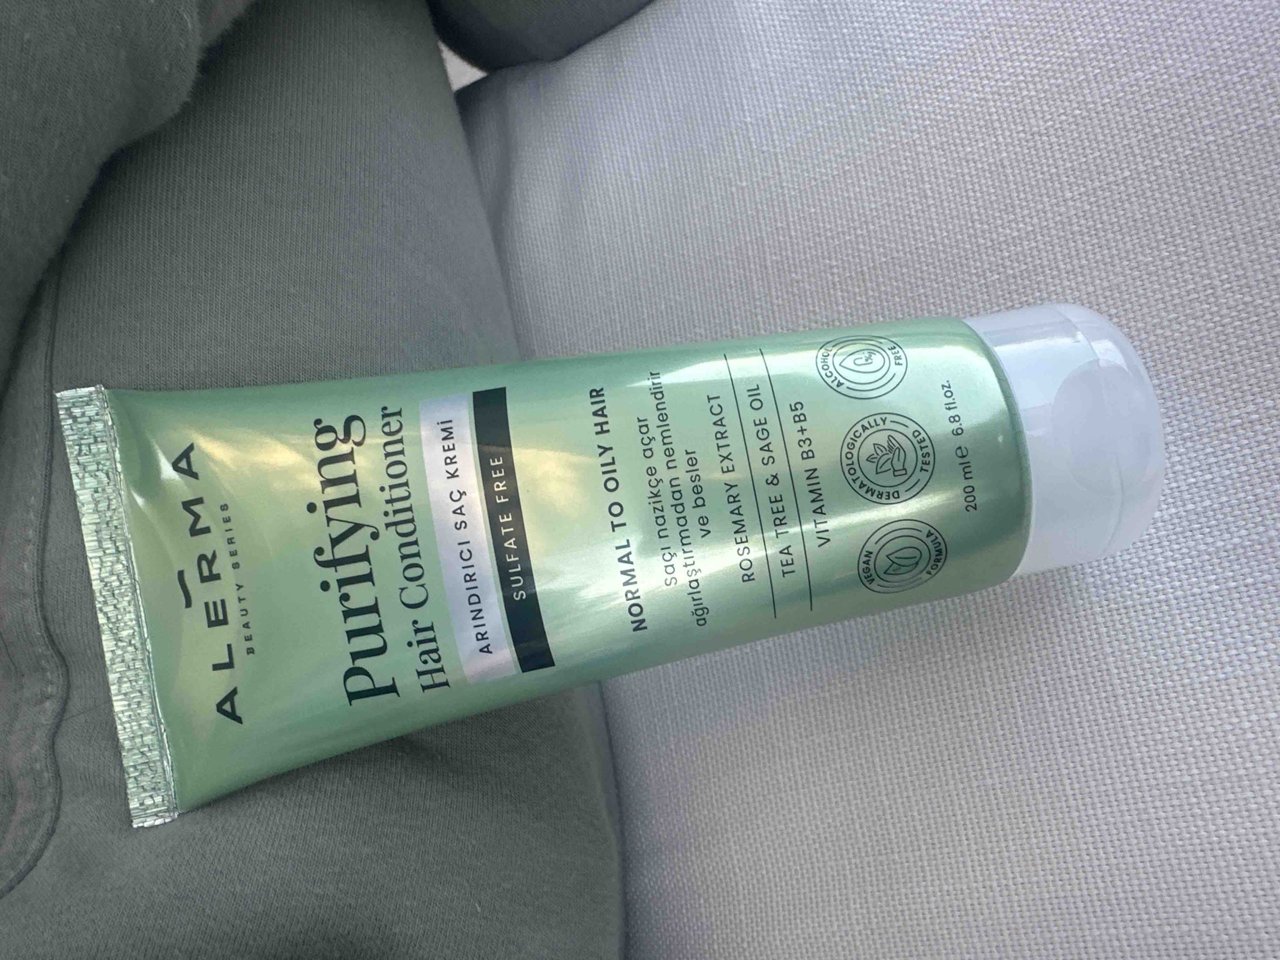 ALERMA
BEAUTY SERIES
Purifying
Hair Conditioner
ARINDIRICI SAÇ KREMİ
SULFATE FREE
NORMAL TO OILY HAIR
Saçı nazikçe açar
ağırlaştırmadan nemlendirir
ve besler
ROSEMARY EXTRACT
TEA TREE & SAGE OIL
VITAMIN B3+B5
VEGAN
FORMULA
DERMATOLOGICALLY
TESTED
ALCOHOL
FREE
200 ml e 6.8 fl.oz.